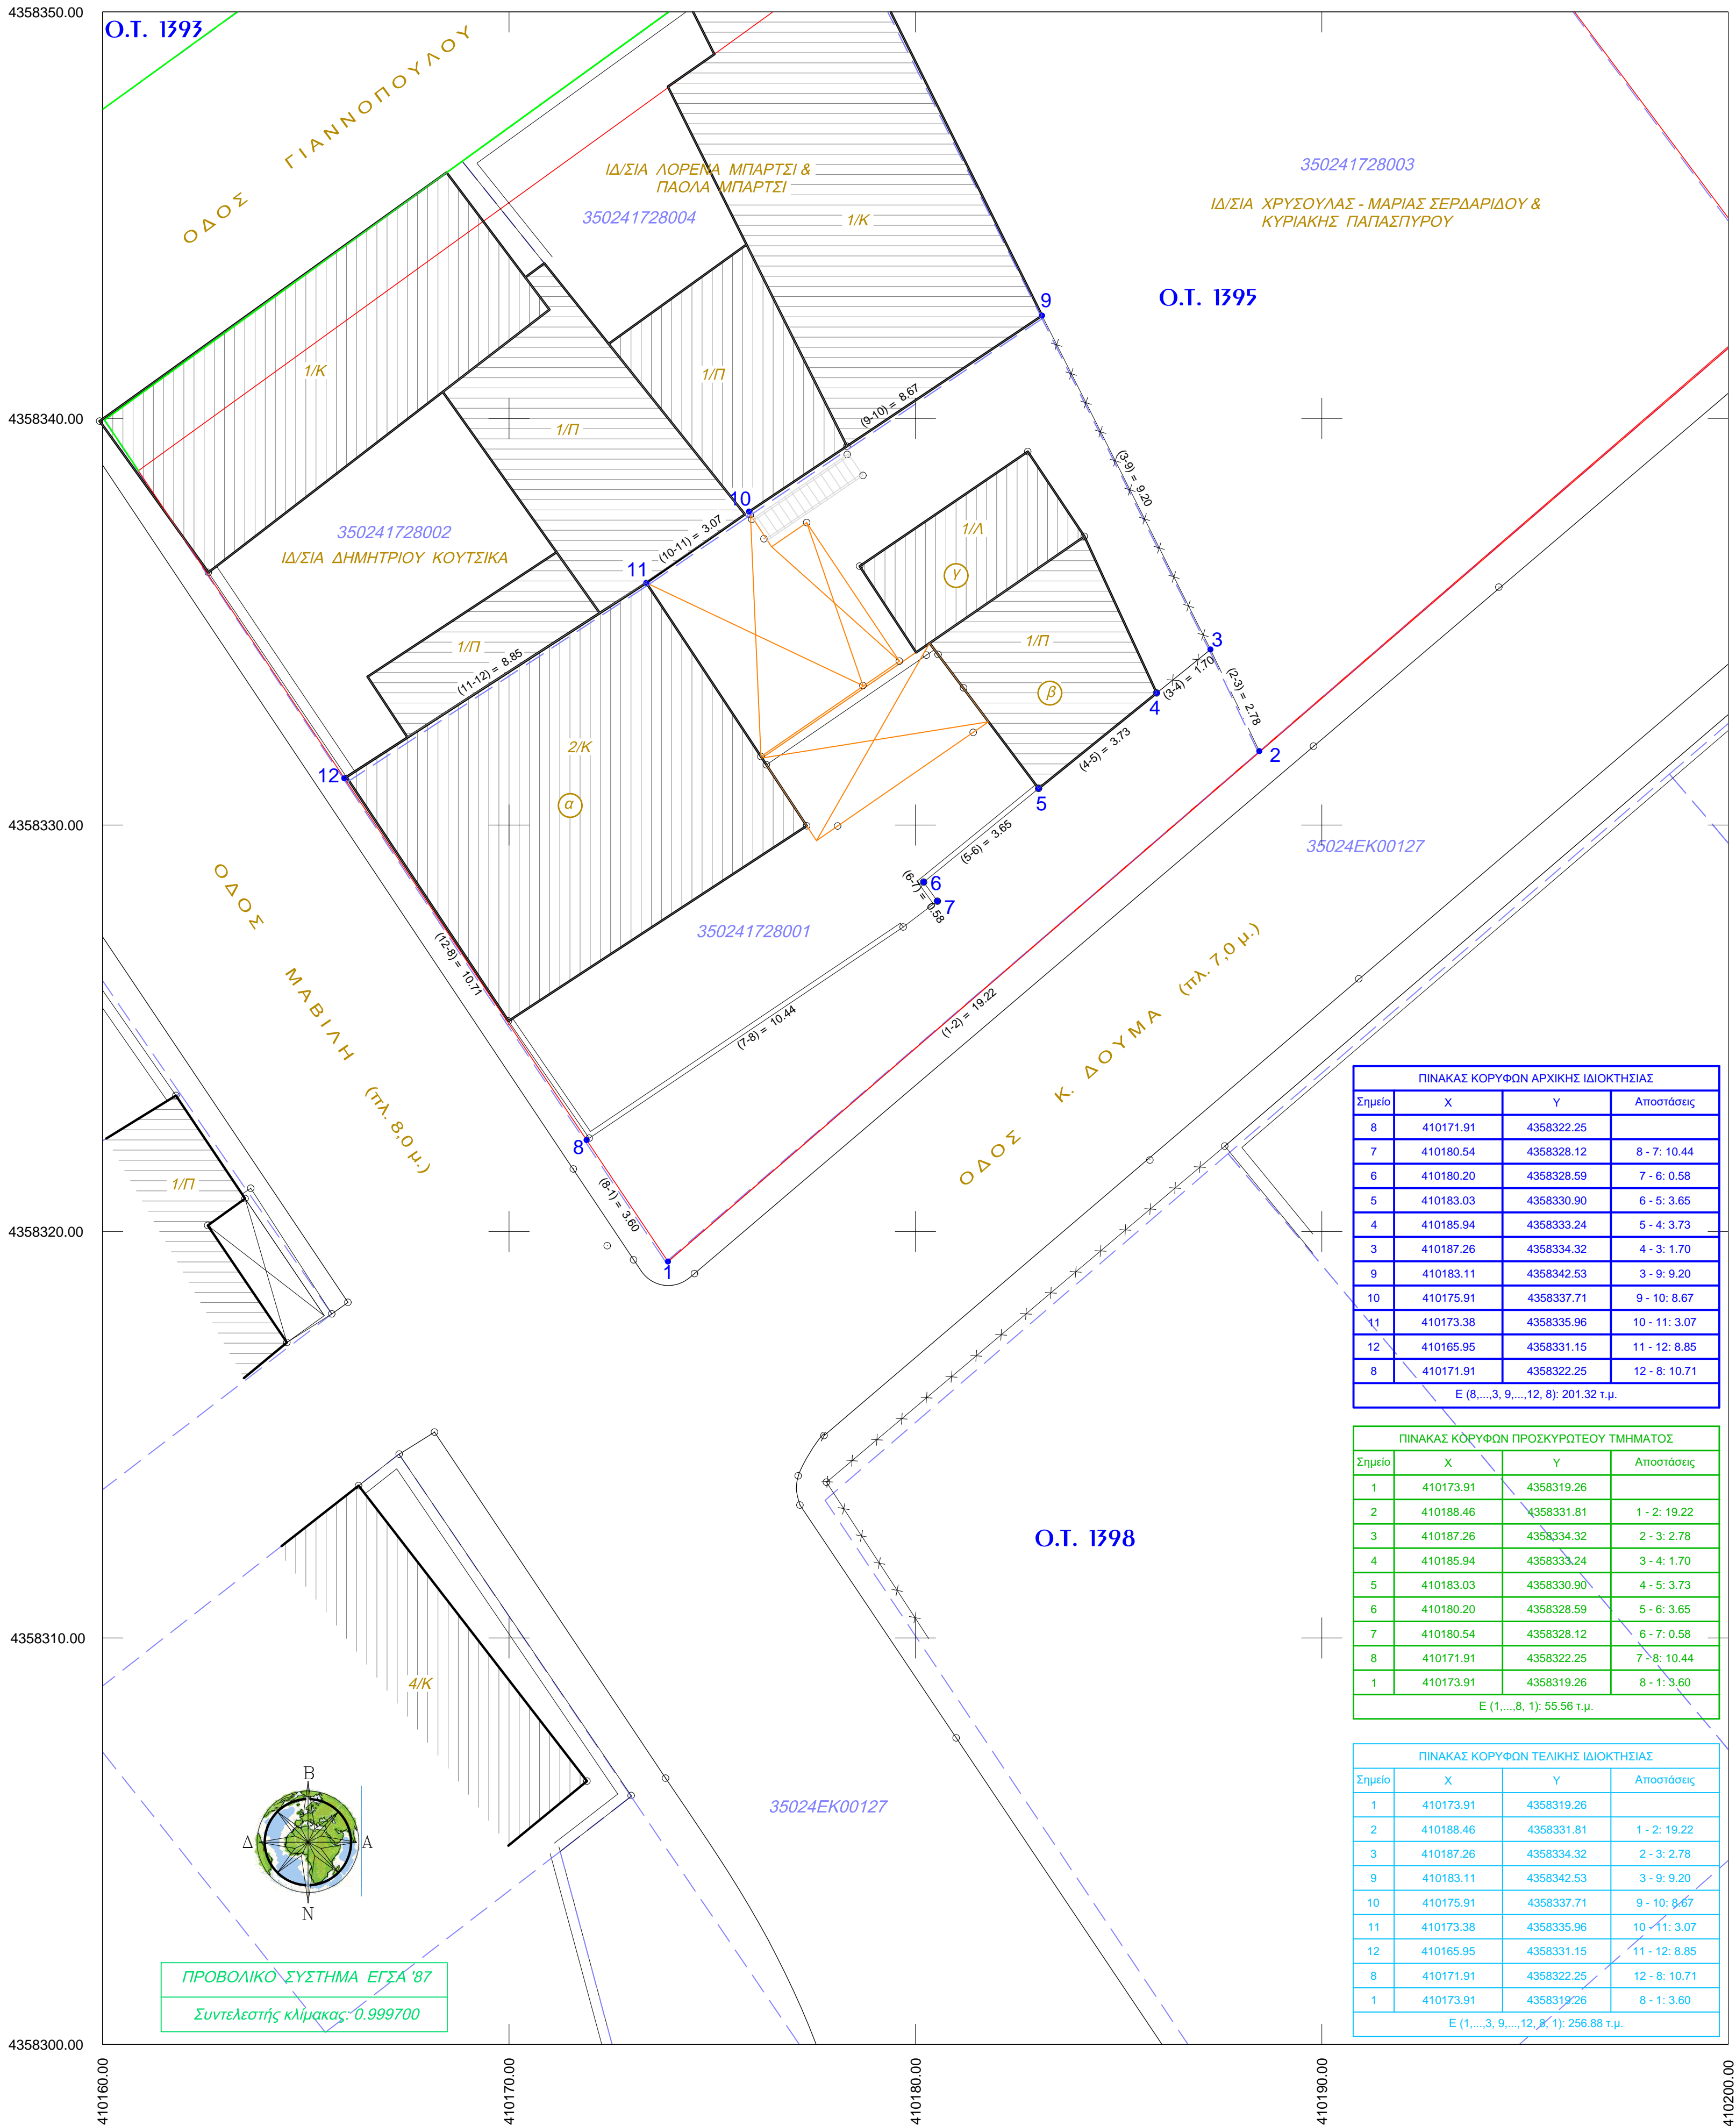 4358350.00
Ο.Τ. 1393
ΟΔΟΣ ΓΙΑΝΝΟΠΟΥΛΟΥ
ΙΔ/ΣΙΑ ΛΟΡΕΝΑ ΜΠΑΡΤΣΙ &
ΠΑΟΛΑ ΜΠΑΡΤΣΙ
350241728004
1/Κ
350241728003
ΙΔ/ΣΙΑ ΧΡΥΣΟΥΛΑΣ - ΜΑΡΙΑΣ ΣΕΡΔΑΡΙΔΟΥ &
ΚΥΡΙΑΚΗΣ ΠΑΠΑΣΠΥΡΟΥ
Ο.Τ. 1395
9
1/Κ
1/Π
1/Π
(9-10) = 8.67
4358340.00
(3-9) = 9.20
10
350241728002
ΙΔ/ΣΙΑ ΔΗΜΗΤΡΙΟΥ ΚΟΥΤΣΙΚΑ
(10-11) = 3.07
11
1/Λ
γ
1/Π
1/Π
3
(11-12) = 8.85
(3-4) = 1.70
(2-3) = 2.78
β
4
2/Κ
(4-5) = 3.73
2
12
α
5
4358330.00
(5-6) = 3.65
35024ΕΚ00127
6
(6-7) = 0.58
7
350241728001
ΟΔΟΣ ΜΑΒΙΛΗ (πλ. 8,0 μ.)
(12-8) = 10.71
(7-8) = 10.44
(1-2) = 19.22
ΟΔΟΣ Κ. ΔΟΥΜΑ (πλ. 7,0 μ.)
8
(8-1) = 3.60
1/Π
4358320.00
1
ΠΙΝΑΚΑΣ ΚΟΡΥΦΩΝ ΑΡΧΙΚΗΣ ΙΔΙΟΚΤΗΣΙΑΣ
Σημείο Χ Υ Αποστάσεις
8 410171.91 4358322.25
7 410180.54 4358328.12 8 - 7: 10.44
6 410180.20 4358328.59 7 - 6: 0.58
5 410183.03 4358330.90 6 - 5: 3.65
4 410185.94 4358333.24 5 - 4: 3.73
3 410187.26 4358334.32 4 - 3: 1.70
9 410183.11 4358342.53 3 - 9: 9.20
10 410175.91 4358337.71 9 - 10: 8.67
11 410173.38 4358335.96 10 - 11: 3.07
12 410165.95 4358331.15 11 - 12: 8.85
8 410171.91 4358322.25 12 - 8: 10.71
Ε (8,...,3, 9,...,12, 8): 201.32 τ.μ.
ΠΙΝΑΚΑΣ ΚΟΡΥΦΩΝ ΠΡΟΣΚΥΡΩΤΕΟΥ ΤΜΗΜΑΤΟΣ
Σημείο Χ Υ Αποστάσεις
1 410173.91 4358319.26
2 410188.46 4358331.81 1 - 2: 19.22
3 410187.26 4358334.32 2 - 3: 2.78
4 410185.94 4358333.24 3 - 4: 1.70
5 410183.03 4358330.90 4 - 5: 3.73
6 410180.20 4358328.59 5 - 6: 3.65
7 410180.54 4358328.12 6 - 7: 0.58
8 410171.91 4358322.25 7 - 8: 10.44
1 410173.91 4358319.26 8 - 1: 3.60
Ε (1,...,8, 1): 55.56 τ.μ.
Ο.Τ. 1398
4358310.00
4/Κ
ΠΙΝΑΚΑΣ ΚΟΡΥΦΩΝ ΤΕΛΙΚΗΣ ΙΔΙΟΚΤΗΣΙΑΣ
Σημείο Χ Υ Αποστάσεις
1 410173.91 4358319.26
2 410188.46 4358331.81 1 - 2: 19.22
3 410187.26 4358334.32 2 - 3: 2.78
9 410183.11 4358342.53 3 - 9: 9.20
10 410175.91 4358337.71 9 - 10: 8.67
11 410173.38 4358335.96 10 - 11: 3.07
12 410165.95 4358331.15 11 - 12: 8.85
8 410171.91 4358322.25 12 - 8: 10.71
1 410173.91 4358319.26 8 - 1: 3.60
Ε (1,...,3, 9,...,12, 8, 1): 256.88 τ.μ.
35024ΕΚ00127
Β
Δ Α
Ν
ΠΡΟΒΟΛΙΚΟ ΣΥΣΤΗΜΑ ΕΓΣΑ '87
Συντελεστής κλίμακας: 0.999700
4358300.00
410160.00
410170.00
410180.00
410190.00
410200.00